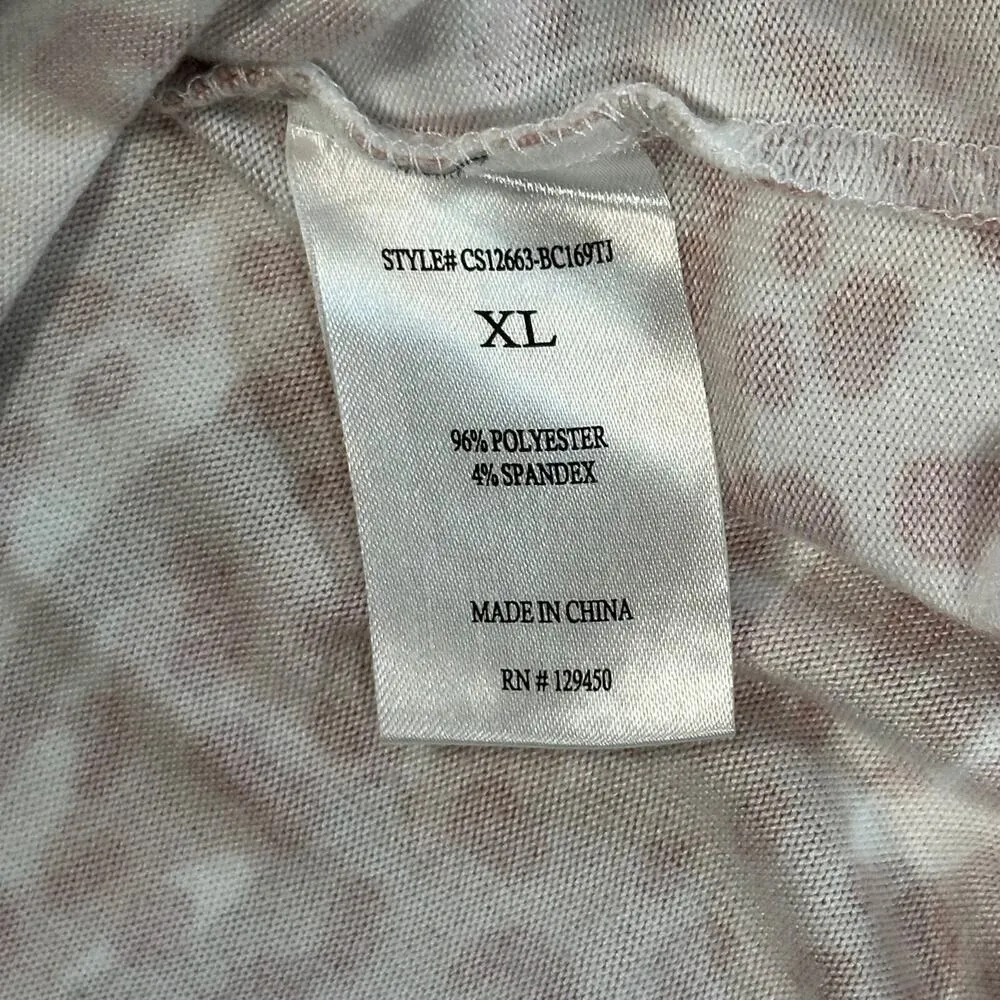 STYLE# CS12663-BC169TJ
XL
96% POLYESTER
4% SPANDEX
MADE IN CHINA
RN # 129450